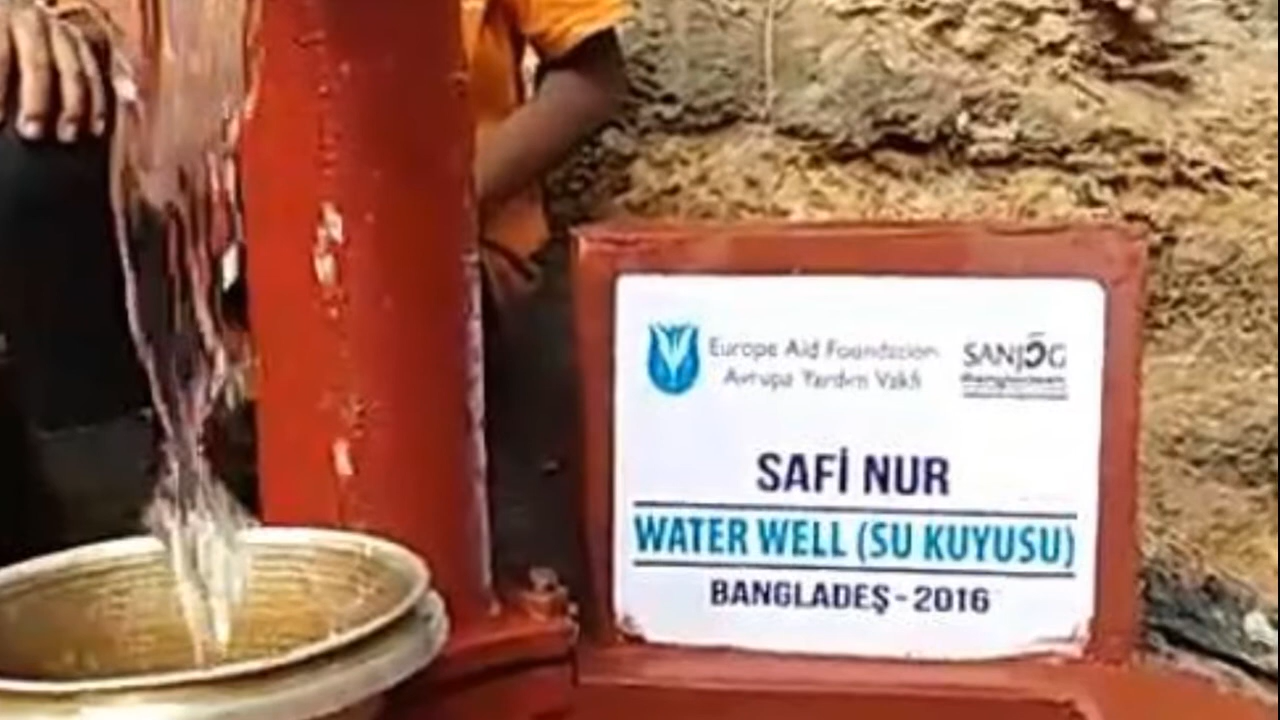 Europe Aid Foundation
Avrupa Yardım Vakfı
SANJOG
SAFİ NUR
WATER WELL (SU KUYUSU)
BANGLADEŞ - 2016